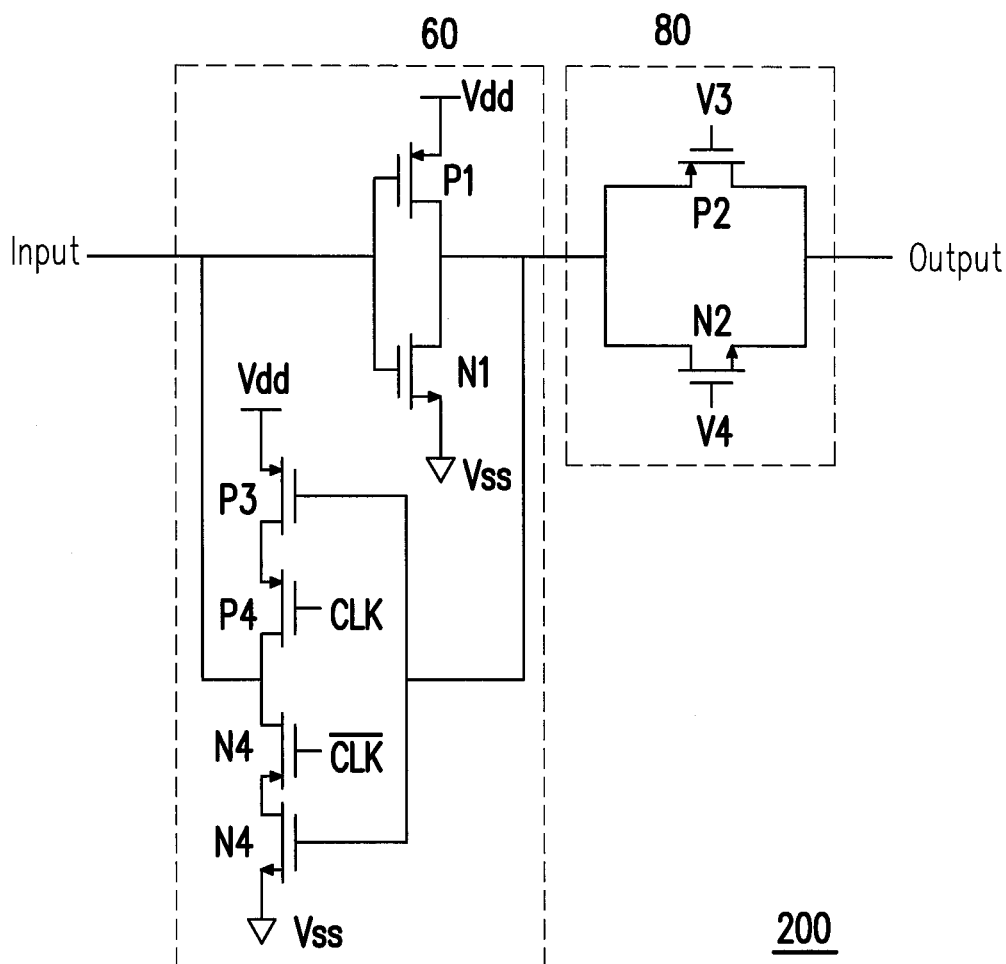 60
80
Vdd
V3
P1
P2
Input
Output
N2
N1
Vdd
V4
Vss
P3
P4
CLK
N4
C̅L̅K̅
N4
Vss
200